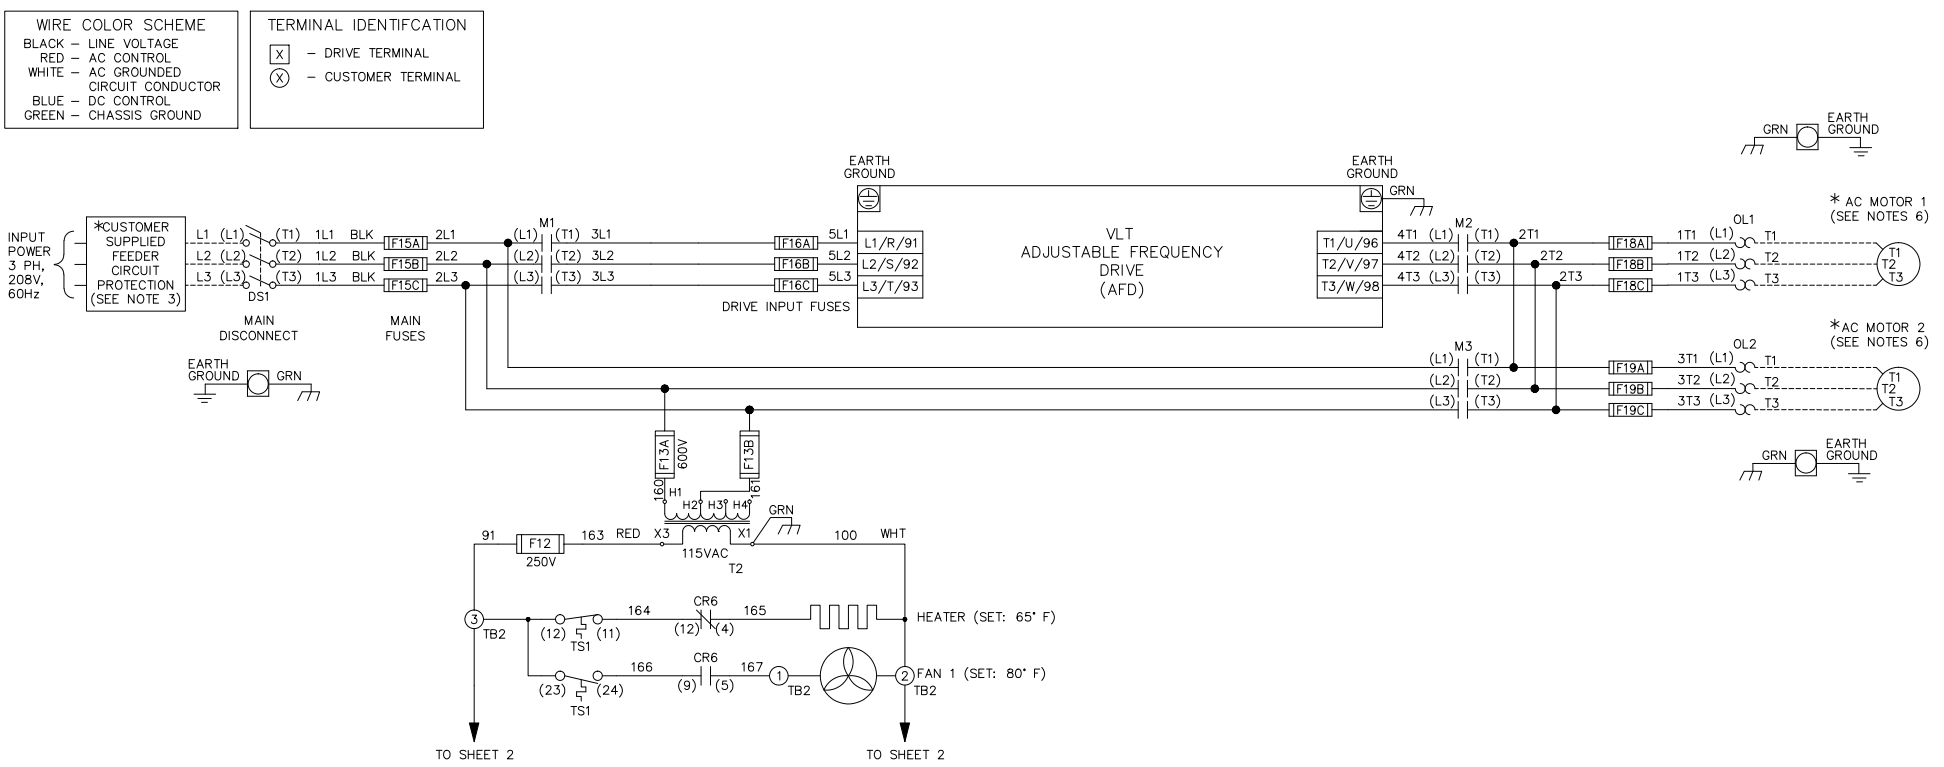 WIRE COLOR SCHEME
BLACK – LINE VOLTAGE
RED – AC CONTROL
WHITE – AC GROUNDED
CIRCUIT CONDUCTOR
BLUE – DC CONTROL
GREEN – CHASSIS GROUND
TERMINAL IDENTIFCATION
X – DRIVE TERMINAL
X – CUSTOMER TERMINAL
INPUT
POWER
3 PH,
208V,
60Hz
*CUSTOMER
SUPPLIED
FEEDER
CIRCUIT
PROTECTION
(SEE NOTE 3)
L1 (L1) (T1) 1L1 BLK F15A 2L1 (L1) M1 (T1) 3L1 F16A 5L1 L1/R/91
L2 (L2) (T2) 1L2 BLK F15B 2L2 (L2) (T2) 3L2 F16B 5L2 L2/S/92
L3 (L3) (T3) 1L3 BLK F15C 2L3 (L3) (T3) 3L3 F16C 5L3 L3/T/93
DS1
MAIN
DISCONNECT
MAIN
FUSES
DRIVE INPUT FUSES
EARTH
GROUND
GRN
EARTH
GROUND
VLT
ADJUSTABLE FREQUENCY
DRIVE
(AFD)
EARTH
GROUND
GRN
T1/U/96 4T1 (L1) M2 (T1) 2T1 F18A 1T1 (L1) OL1 T1
T2/V/97 4T2 (L2) (T2) 2T2 F18B 1T2 (L2) T2
T3/W/98 4T3 (L3) (T3) 2T3 F18C 1T3 (L3) T3
GRN
EARTH
GROUND
* AC MOTOR 1
(SEE NOTES 6)
T1
T2
T3
M3
(L1) (T1) F19A 3T1 (L1) OL2 T1
(L2) (T2) F19B 3T2 (L2) T2
(L3) (T3) F19C 3T3 (L3) T3
*AC MOTOR 2
(SEE NOTES 6)
T1
T2
T3
GRN
EARTH
GROUND
F13A
600V
F13B
160
161
H1
H2 H3 H4
GRN
91 F12 163 RED X3 X1 100 WHT
250V
115VAC
T2
3
TB2
(12) (11)
TS1
164
CR6
(12) (4)
165
HEATER (SET: 65° F)
(23) (24)
TS1
166
CR6
(9) (5)
167
1
TB2
2
TB2
FAN 1 (SET: 80° F)
TO SHEET 2
TO SHEET 2